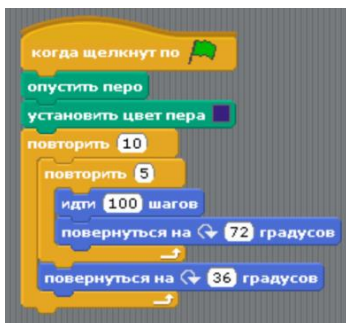 когда щелкнут по
опустить перо
установить цвет пера
повторить 10
повторить 5
идти 100 шагов
повернуться на 72 градусов
повернуться на 36 градусов